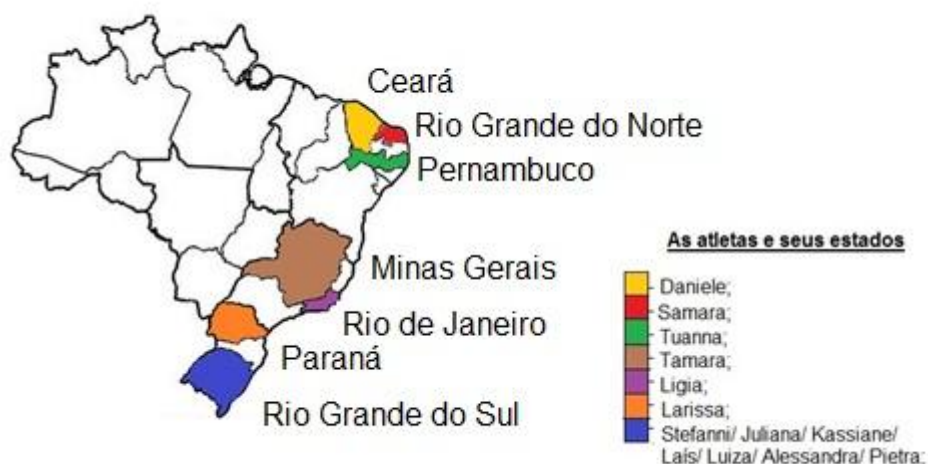 Ceará
Rio Grande do Norte
Pernambuco
Minas Gerais
Rio de Janeiro
Paraná
Rio Grande do Sul
As atletas e seus estados
Daniele;
Samara;
Tuanna;
Tamara;
Ligia;
Larissa;
Stefanni/ Juliana/ Kassiane/
Laís/ Luiza/ Alessandra/ Pietra;